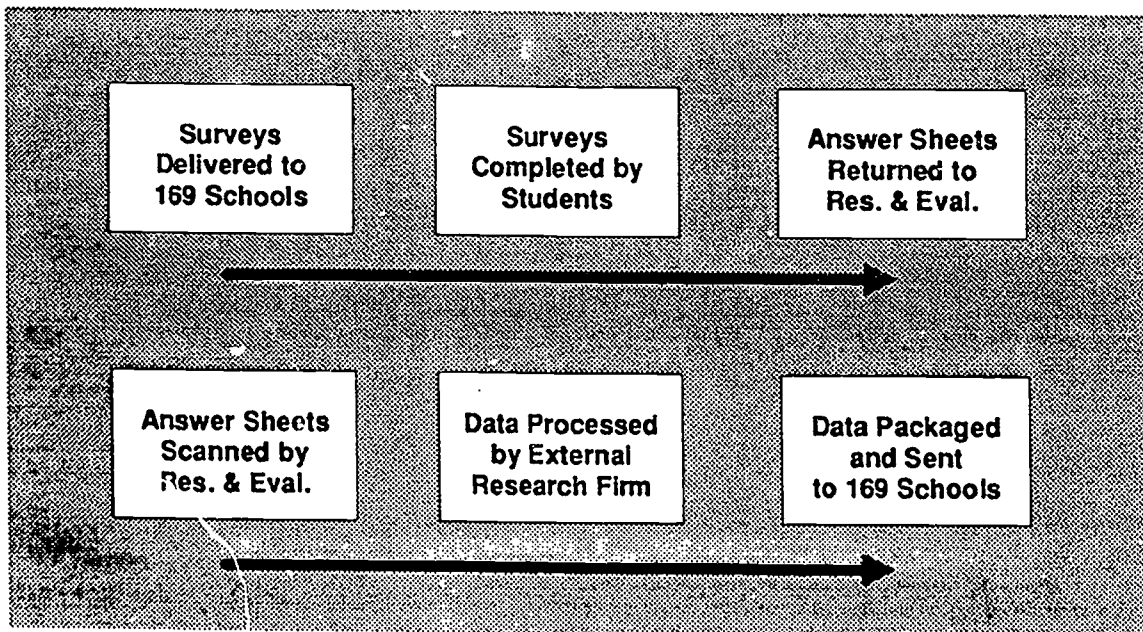 Surveys
Delivered to
169 Schools
Surveys
Completed by
Students
Answer Sheets
Returned to
Res. & Eval.
Answer Sheets
Scanned by
Res. & Eval.
Data Processed
by External
Research Firm
Data Packaged
and Sent
to 169 Schools